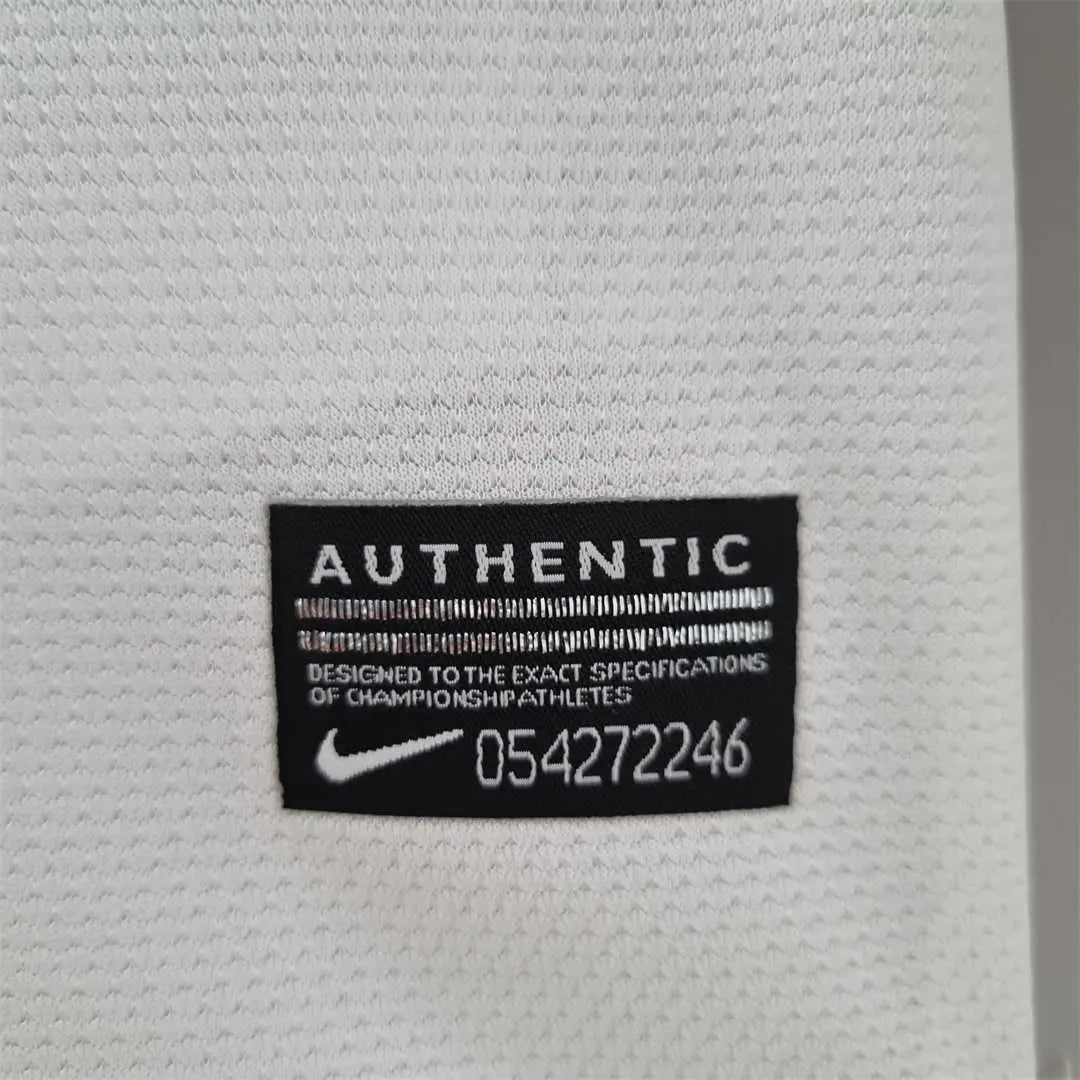 AUTHENTIC
DESIGNED TO THE EXACT SPECIFICATIONS
OF CHAMPIONSHIP ATHLETES
054272246